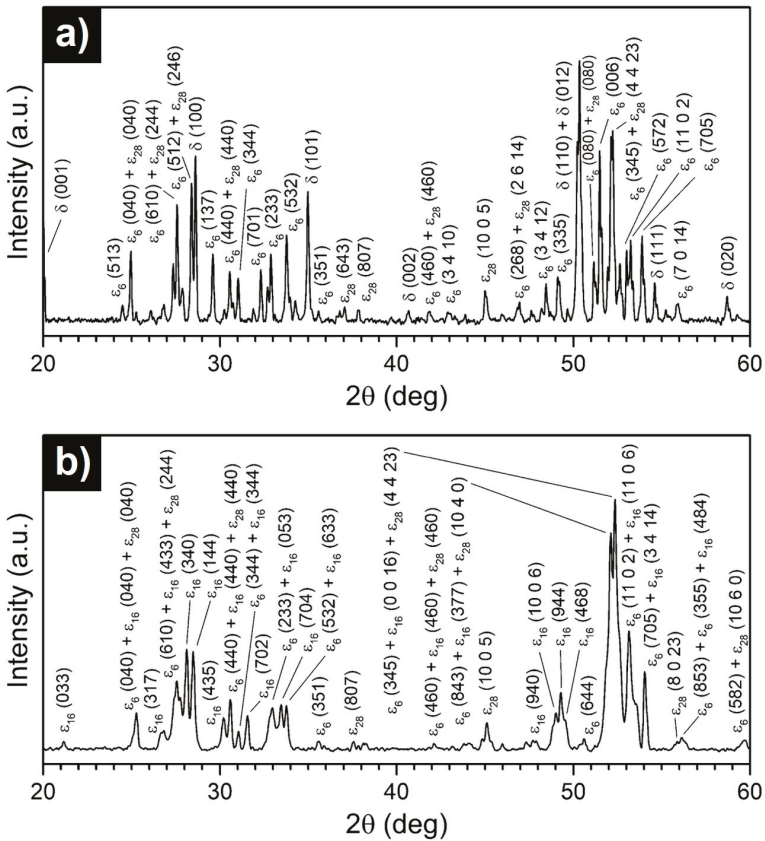 a)
Intensity (a.u.)
δ (001)
ε6 (513)
ε6 (040) + ε28 (040)
ε6 (610) + ε28 (244)
ε6 (512) + ε28 (246)
δ (100)
ε6 (137)
ε6 (440) + ε28 (440)
ε6 (344)
ε6 (701)
ε6 (233)
ε6 (532)
δ (101)
ε6 (351)
ε28 (643)
ε28 (807)
δ (002)
ε6 (460) + ε28 (460)
ε6 (3 4 10)
ε28 (10 0 5)
ε6 (268) + ε28 (2 6 14)
ε6 (3 4 12)
ε6 (335)
δ (110) + δ (012)
ε6 (080) + ε28 (080)
ε6 (006)
ε6 (345) + ε28 (4 4 23)
ε6 (572)
ε6 (11 0 2)
ε6 (705)
δ (111)
ε6 (7 0 14)
δ (020)
20 30 40 50 60
2θ (deg)
b)
Intensity (a.u.)
ε16 (033)
ε6 (040) + ε16 (040) + ε28 (040)
ε16 (317)
ε6 (610) + ε16 (433) + ε28 (244)
ε16 (340)
ε16 (144)
ε16 (435)
ε6 (440) + ε16 (440) + ε28 (440)
ε6 (344) + ε16 (344)
ε16 (702)
ε6 (233) + ε16 (053)
ε16 (704)
ε6 (532) + ε16 (633)
ε6 (351)
ε28 (807)
ε6 (345) + ε16 (0 0 16) + ε28 (4 4 23)
ε6 (460) + ε16 (460) + ε28 (460)
ε6 (843) + ε16 (377) + ε28 (10 4 0)
ε28 (10 0 5)
ε16 (940)
ε16 (10 0 6)
ε16 (944)
ε16 (468)
ε6 (644)
ε6 (11 0 2) + ε16 (11 0 6)
ε6 (705) + ε16 (3 4 14)
ε28 (8 0 23)
ε6 (853) + ε6 (355) + ε16 (484)
ε6 (582) + ε28 (10 6 0)
20 30 40 50 60
2θ (deg)